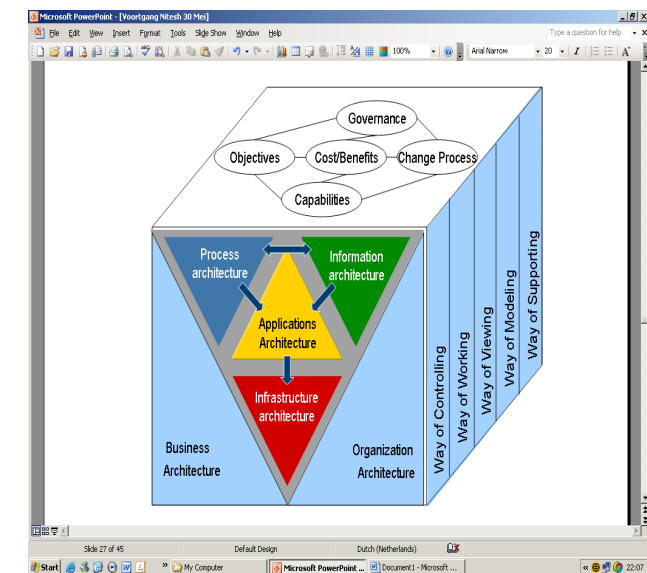 Microsoft PowerPoint - [Voortgang Nitesh 30 Mei]
File Edit View Insert Format Tools Slide Show Window Help Type a question for help
100% Arial Narrow 20 I A
Governance
Objectives Cost/Benefits Change Process
Capabilities
Process
architecture
Information
architecture
Applications
Architecture
Infrastructure
architecture
Business
Architecture
Organization
Architecture
Way of Controlling
Way of Working
Way of Viewing
Way of Modeling
Way of Supporting
Slide 27 of 45 Default Design Dutch (Netherlands)
Start My Computer Microsoft PowerPoint ... Document1 - Microsoft ... 22:07